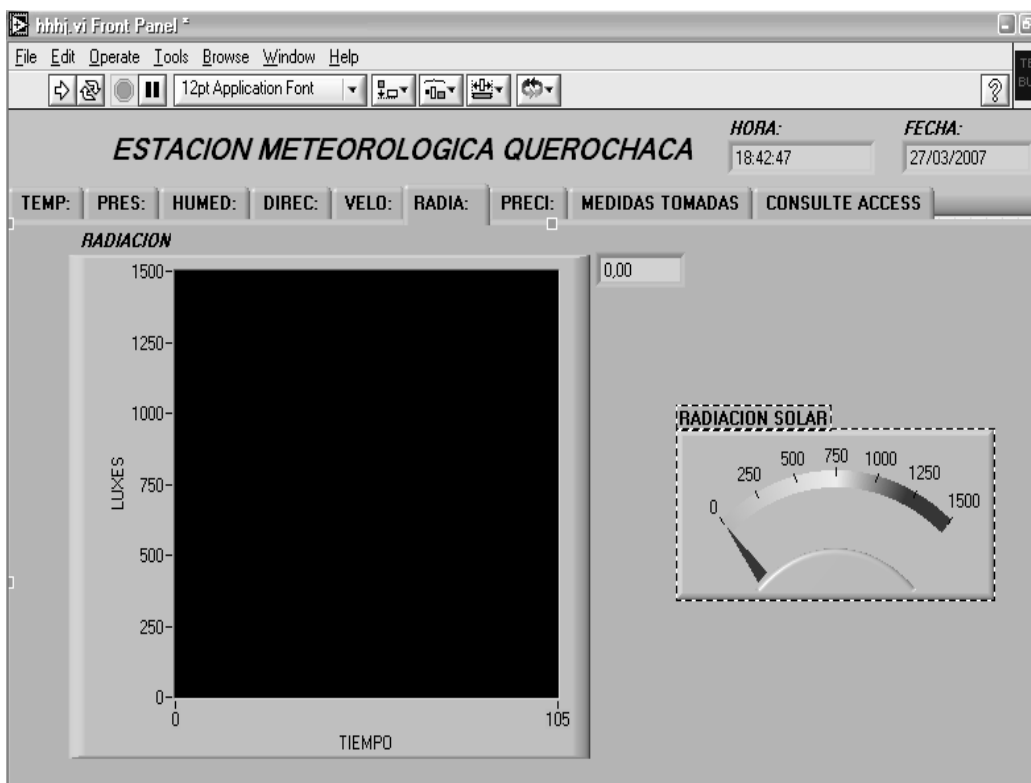 hhhj.vi Front Panel *
File Edit Operate Tools Browse Window Help
12pt Application Font
?
TE
BU
ESTACION METEOROLOGICA QUEROCHACA
HORA:
18:42:47
FECHA:
27/03/2007
TEMP: PRES: HUMED: DIREC: VELO: RADIA: PRECI: MEDIDAS TOMADAS CONSULTE ACCESS
RADIACION
1500
1250
1000
750
500
250
0
LUXES
0 105
TIEMPO
0,00
RADIACION SOLAR
0 250 500 750 1000 1250 1500